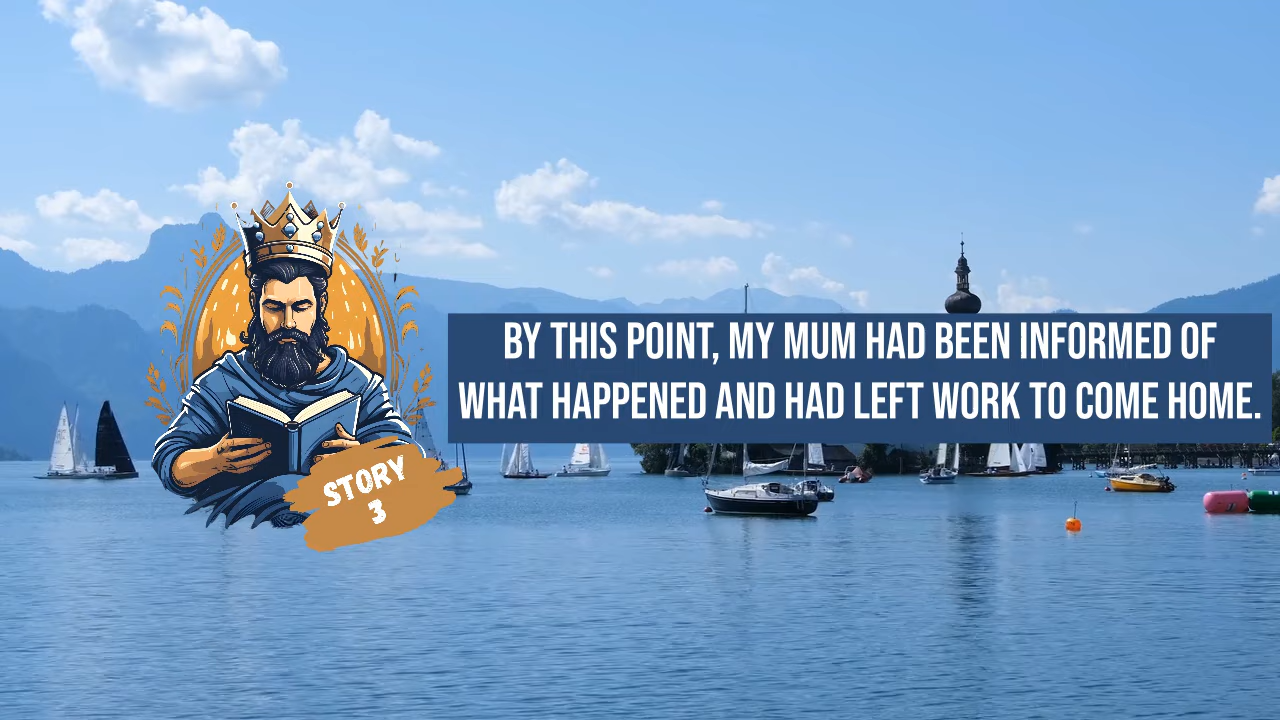 BY THIS POINT, MY MUM HAD BEEN INFORMED OF
WHAT HAPPENED AND HAD LEFT WORK TO COME HOME.
STORY
3